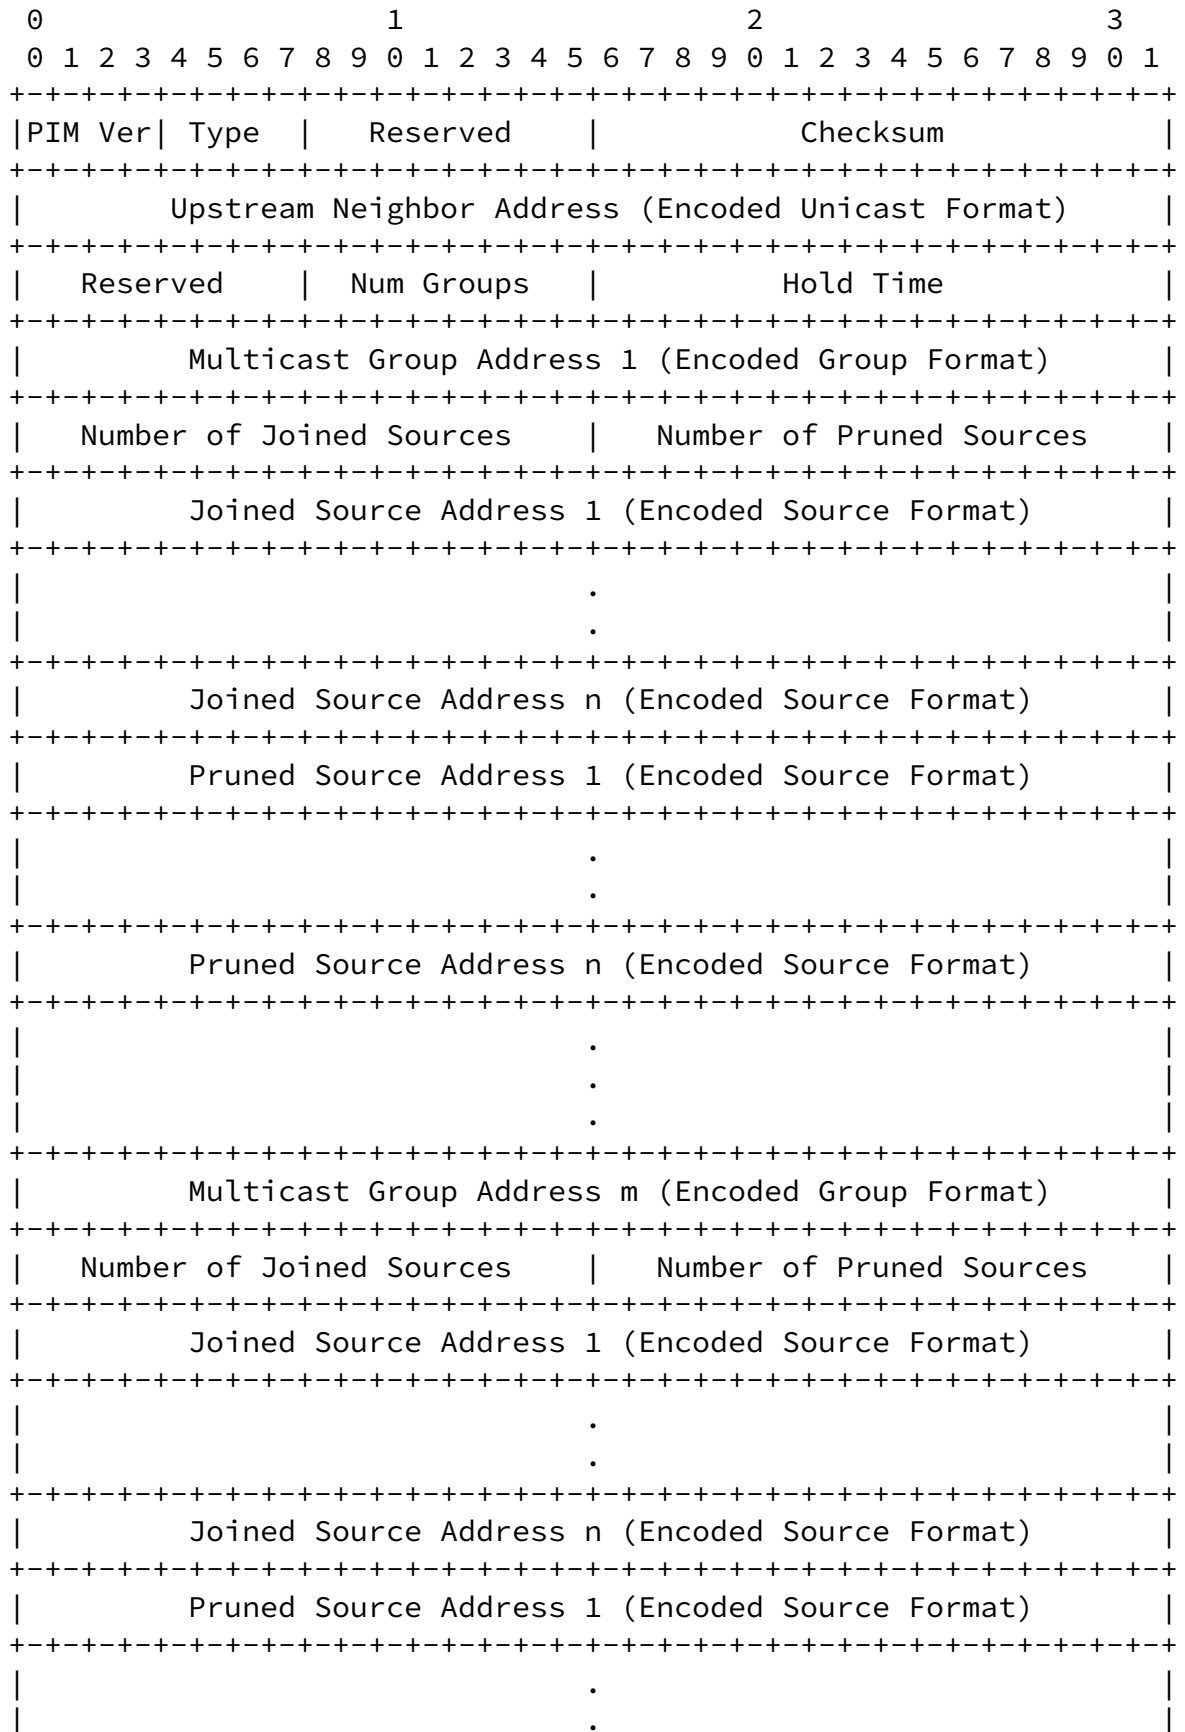 0                   1                   2                   3
 0 1 2 3 4 5 6 7 8 9 0 1 2 3 4 5 6 7 8 9 0 1 2 3 4 5 6 7 8 9 0 1
+-+-+-+-+-+-+-+-+-+-+-+-+-+-+-+-+-+-+-+-+-+-+-+-+-+-+-+-+-+-+-+-+
|PIM Ver| Type  |   Reserved    |           Checksum            |
+-+-+-+-+-+-+-+-+-+-+-+-+-+-+-+-+-+-+-+-+-+-+-+-+-+-+-+-+-+-+-+-+
|        Upstream Neighbor Address (Encoded Unicast Format)     |
+-+-+-+-+-+-+-+-+-+-+-+-+-+-+-+-+-+-+-+-+-+-+-+-+-+-+-+-+-+-+-+-+
|   Reserved    |  Num Groups   |          Hold Time            |
+-+-+-+-+-+-+-+-+-+-+-+-+-+-+-+-+-+-+-+-+-+-+-+-+-+-+-+-+-+-+-+-+
|         Multicast Group Address 1 (Encoded Group Format)      |
+-+-+-+-+-+-+-+-+-+-+-+-+-+-+-+-+-+-+-+-+-+-+-+-+-+-+-+-+-+-+-+-+
|   Number of Joined Sources    |   Number of Pruned Sources    |
+-+-+-+-+-+-+-+-+-+-+-+-+-+-+-+-+-+-+-+-+-+-+-+-+-+-+-+-+-+-+-+-+
|         Joined Source Address 1 (Encoded Source Format)       |
+-+-+-+-+-+-+-+-+-+-+-+-+-+-+-+-+-+-+-+-+-+-+-+-+-+-+-+-+-+-+-+-+
|                               .                               |
|                               .                               |
+-+-+-+-+-+-+-+-+-+-+-+-+-+-+-+-+-+-+-+-+-+-+-+-+-+-+-+-+-+-+-+-+
|         Joined Source Address n (Encoded Source Format)       |
+-+-+-+-+-+-+-+-+-+-+-+-+-+-+-+-+-+-+-+-+-+-+-+-+-+-+-+-+-+-+-+-+
|         Pruned Source Address 1 (Encoded Source Format)       |
+-+-+-+-+-+-+-+-+-+-+-+-+-+-+-+-+-+-+-+-+-+-+-+-+-+-+-+-+-+-+-+-+
|                               .                               |
|                               .                               |
+-+-+-+-+-+-+-+-+-+-+-+-+-+-+-+-+-+-+-+-+-+-+-+-+-+-+-+-+-+-+-+-+
|         Pruned Source Address n (Encoded Source Format)       |
+-+-+-+-+-+-+-+-+-+-+-+-+-+-+-+-+-+-+-+-+-+-+-+-+-+-+-+-+-+-+-+-+
|                               .                               |
|                               .                               |
|                               .                               |
+-+-+-+-+-+-+-+-+-+-+-+-+-+-+-+-+-+-+-+-+-+-+-+-+-+-+-+-+-+-+-+-+
|         Multicast Group Address m (Encoded Group Format)      |
+-+-+-+-+-+-+-+-+-+-+-+-+-+-+-+-+-+-+-+-+-+-+-+-+-+-+-+-+-+-+-+-+
|   Number of Joined Sources    |   Number of Pruned Sources    |
+-+-+-+-+-+-+-+-+-+-+-+-+-+-+-+-+-+-+-+-+-+-+-+-+-+-+-+-+-+-+-+-+
|         Joined Source Address 1 (Encoded Source Format)       |
+-+-+-+-+-+-+-+-+-+-+-+-+-+-+-+-+-+-+-+-+-+-+-+-+-+-+-+-+-+-+-+-+
|                               .                               |
|                               .                               |
+-+-+-+-+-+-+-+-+-+-+-+-+-+-+-+-+-+-+-+-+-+-+-+-+-+-+-+-+-+-+-+-+
|         Joined Source Address n (Encoded Source Format)       |
+-+-+-+-+-+-+-+-+-+-+-+-+-+-+-+-+-+-+-+-+-+-+-+-+-+-+-+-+-+-+-+-+
|         Pruned Source Address 1 (Encoded Source Format)       |
+-+-+-+-+-+-+-+-+-+-+-+-+-+-+-+-+-+-+-+-+-+-+-+-+-+-+-+-+-+-+-+-+
|                               .                               |
|                               .                               |